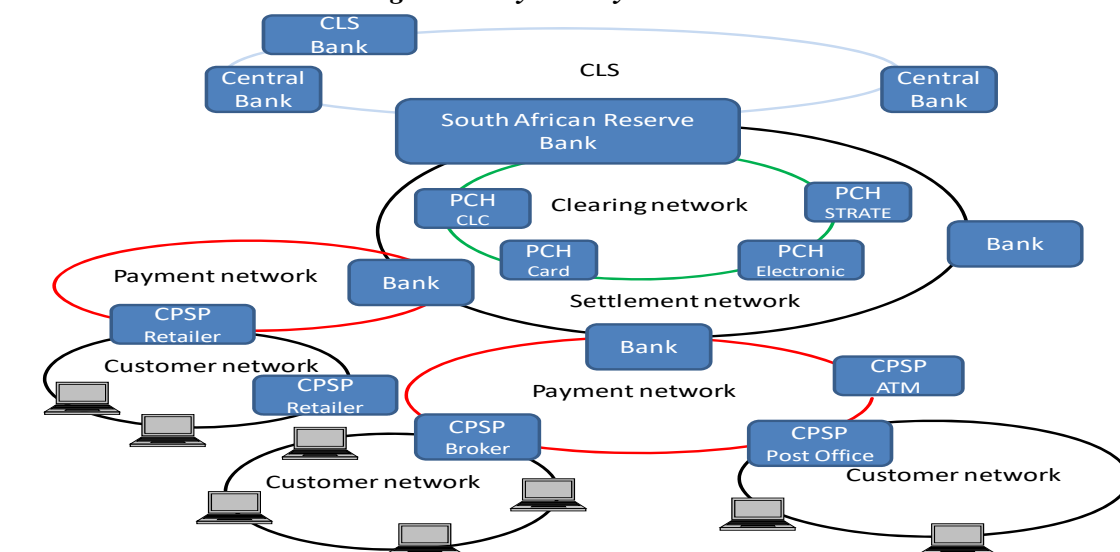 CLS
Bank
CLS
Central
Bank
Central
Bank
South African Reserve
Bank
PCH
CLC
Clearing network
PCH
STRATE
PCH
Card
PCH
Electronic
Bank
Settlement network
Payment network
Bank
CPSP
Retailer
Customer network
CPSP
Retailer
Bank
Payment network
CPSP
ATM
CPSP
Broker
CPSP
Post Office
Customer network
Customer network